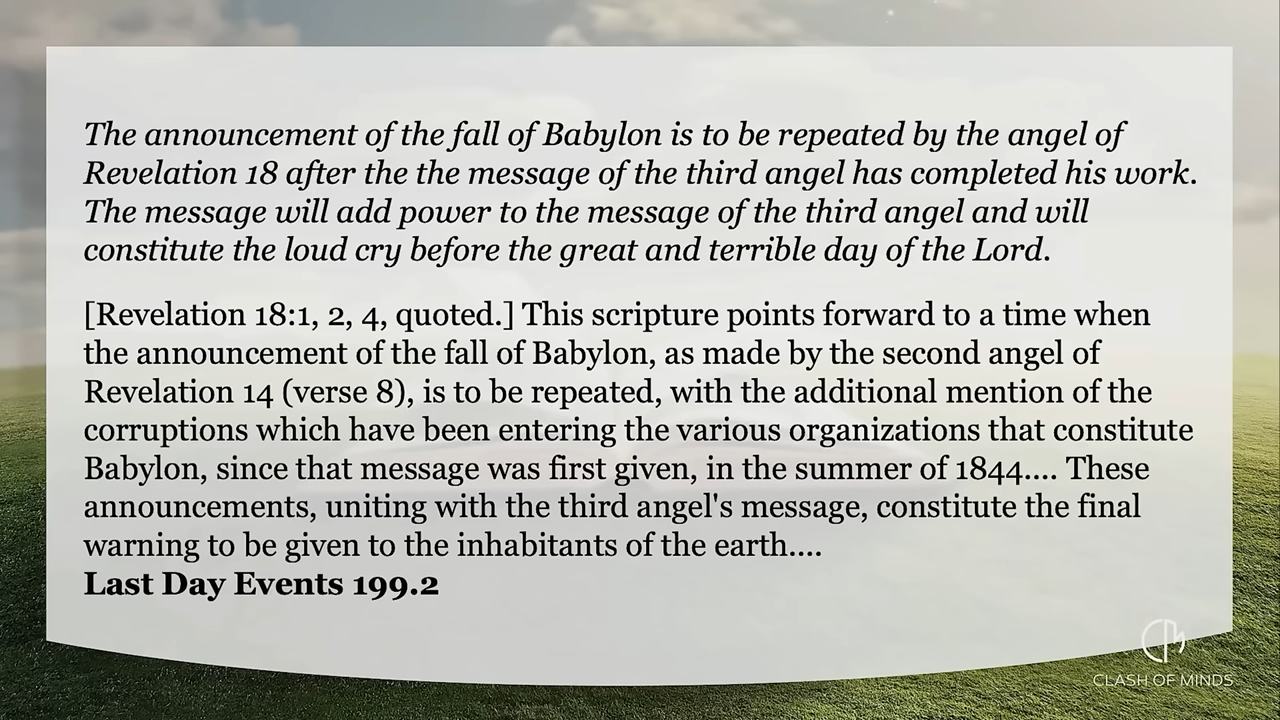 The announcement of the fall of Babylon is to be repeated by the angel of
Revelation 18 after the the message of the third angel has completed his work.
The message will add power to the message of the third angel and will
constitute the loud cry before the great and terrible day of the Lord.
[Revelation 18:1, 2, 4, quoted.] This scripture points forward to a time when
the announcement of the fall of Babylon, as made by the second angel of
Revelation 14 (verse 8), is to be repeated, with the additional mention of the
corruptions which have been entering the various organizations that constitute
Babylon, since that message was first given, in the summer of 1844.... These
announcements, uniting with the third angel's message, constitute the final
warning to be given to the inhabitants of the earth....
Last Day Events 199.2
CLASH OF MINDS